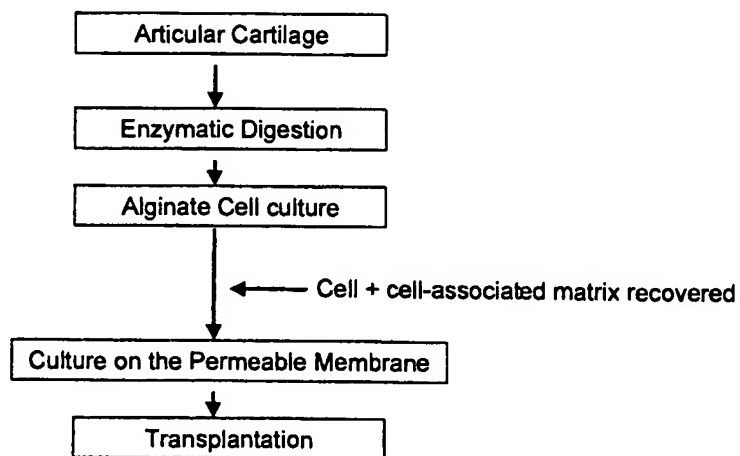 Articular Cartilage
Enzymatic Digestion
Alginate Cell culture
Cell + cell-associated matrix recovered
Culture on the Permeable Membrane
Transplantation